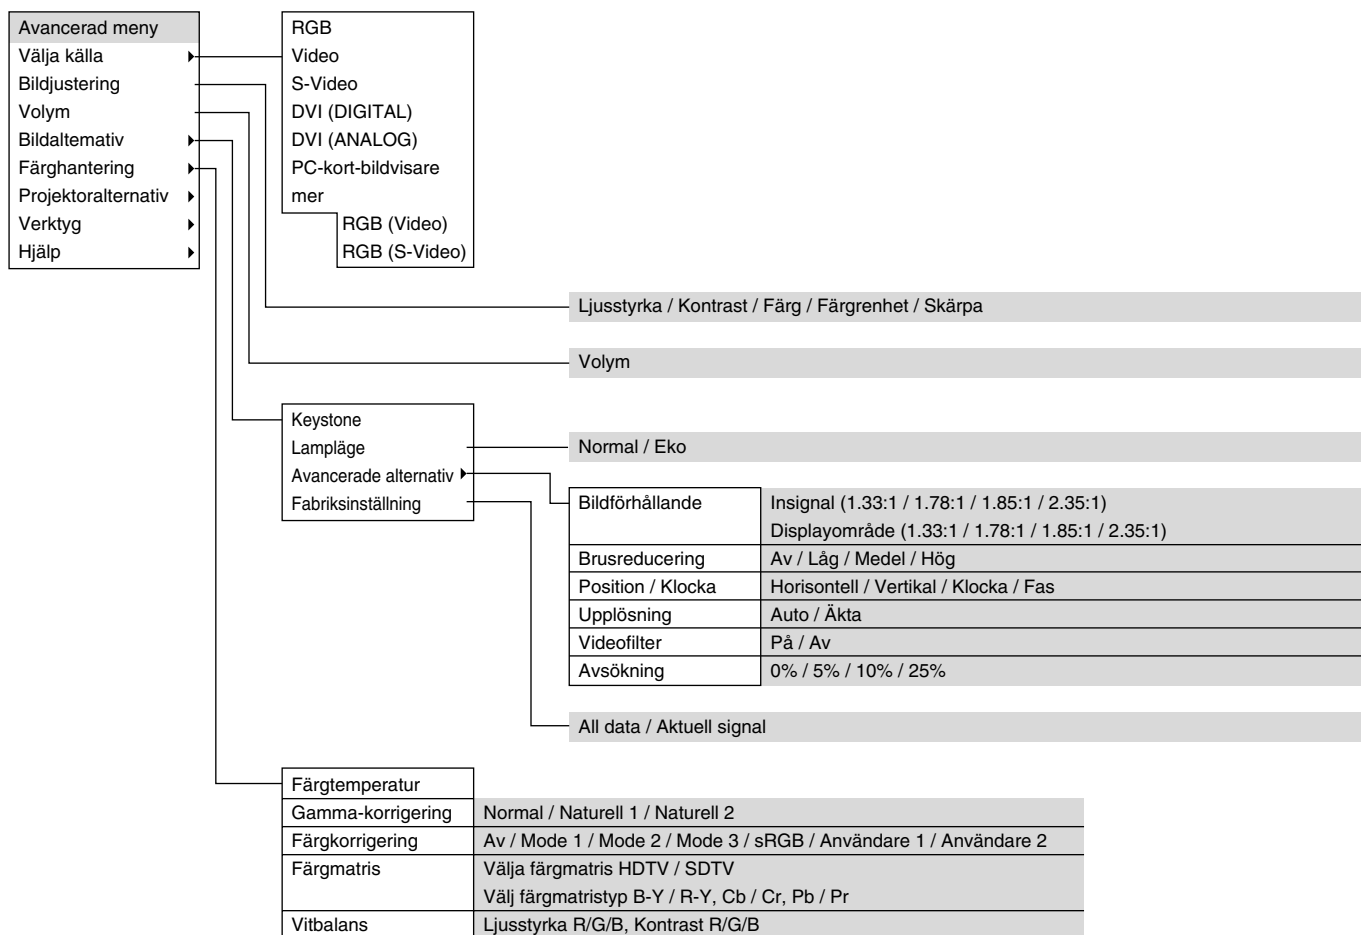 Avancerad meny
Välja källa
Bildjustering
Volym
Bildaltemativ
Färghantering
Projektoralternativ
Verktyg
Hjälp
RGB
Video
S-Video
DVI (DIGITAL)
DVI (ANALOG)
PC-kort-bildvisare
mer
RGB (Video)
RGB (S-Video)
Ljusstyrka / Kontrast / Färg / Färgrenhet / Skärpa
Volym
Keystone
Lampläge
Avancerade alternativ
Fabriksinställning
Normal / Eko
Bildförhållande
Insignal (1.33:1 / 1.78:1 / 1.85:1 / 2.35:1)
Displayområde (1.33:1 / 1.78:1 / 1.85:1 / 2.35:1)
Brusreducering
Av / Låg / Medel / Hög
Position / Klocka
Horisontell / Vertikal / Klocka / Fas
Upplösning
Auto / Äkta
Videofilter
På / Av
Avsökning
0% / 5% / 10% / 25%
All data / Aktuell signal
Färgtemperatur
Gamma-korrigering
Normal / Naturell 1 / Naturell 2
Färgkorrigering
Av / Mode 1 / Mode 2 / Mode 3 / sRGB / Användare 1 / Användare 2
Färgmatris
Välja färgmatris HDTV / SDTV
Välj färgmatristyp B-Y / R-Y, Cb / Cr, Pb / Pr
Vitbalans
Ljusstyrka R/G/B, Kontrast R/G/B